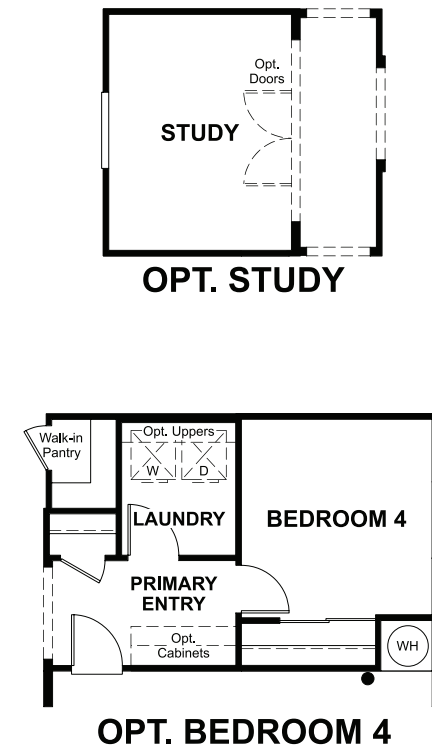 Opt.
Doors
STUDY
OPT. STUDY
Walk-in
Pantry
Opt. Uppers
W
D
LAUNDRY
BEDROOM 4
PRIMARY
ENTRY
Opt.
Cabinets
WH
OPT. BEDROOM 4